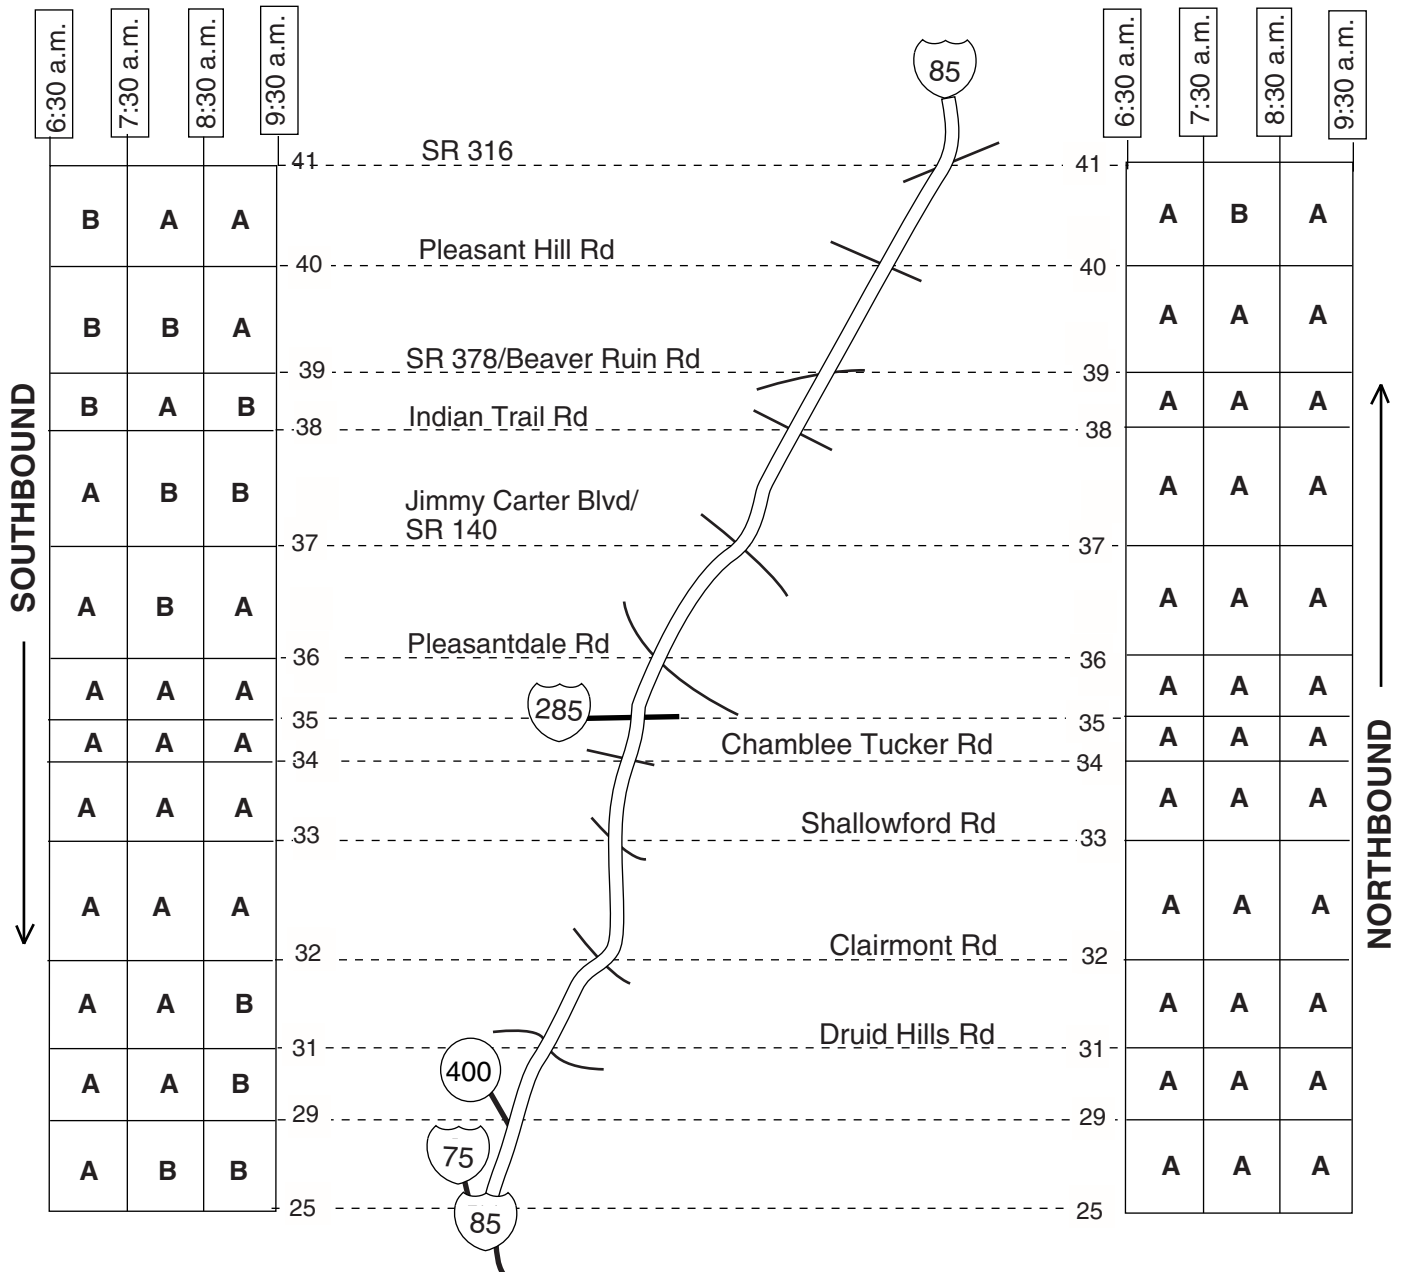 6:30 a.m. 7:30 a.m. 8:30 a.m. 9:30 a.m. 85 6:30 a.m. 7:30 a.m. 8:30 a.m. 9:30 a.m.
41 SR 316 41
B A A A B A
40 Pleasant Hill Rd 40
B B A A A A
39 SR 378/Beaver Ruin Rd 39
B A B A A A
38 Indian Trail Rd 38
A B B A A A
Jimmy Carter Blvd/
SR 140
37 37
A B A A A A
36 Pleasantdale Rd 36
A A A A A A
35 285 35
A A A Chamblee Tucker Rd A A A
34 34
A A A A A A
33 Shallowford Rd 33
A A A A A A
32 Clairmont Rd 32
A A B A A A
31 Druid Hills Rd 31
A A B 400 A A A
29 29
A B B 75 A A A
25 85 25
SOUTHBOUND
NORTHBOUND